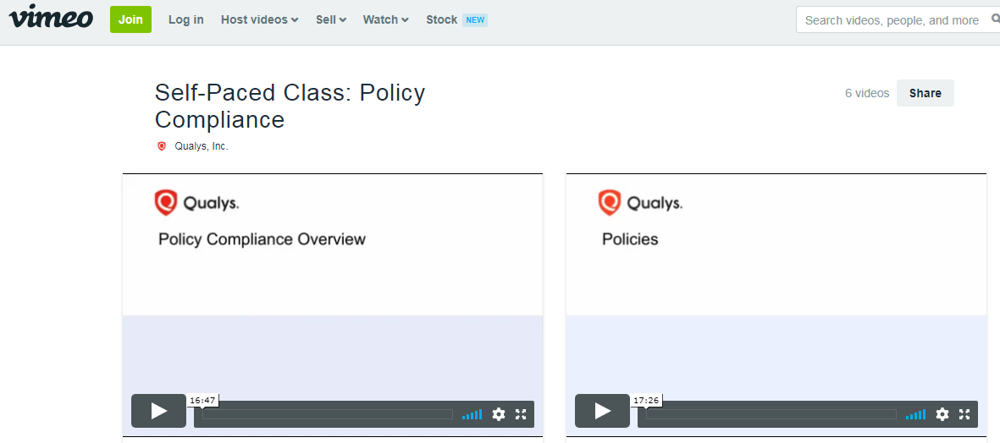 vimeo Join Log in Host videos Sell Watch Stock NEW Search videos, people, and more
Self-Paced Class: Policy
Compliance
6 videos Share
Qualys, Inc.
Qualys.
Policy Compliance Overview
16:47
Qualys.
Policies
17:26